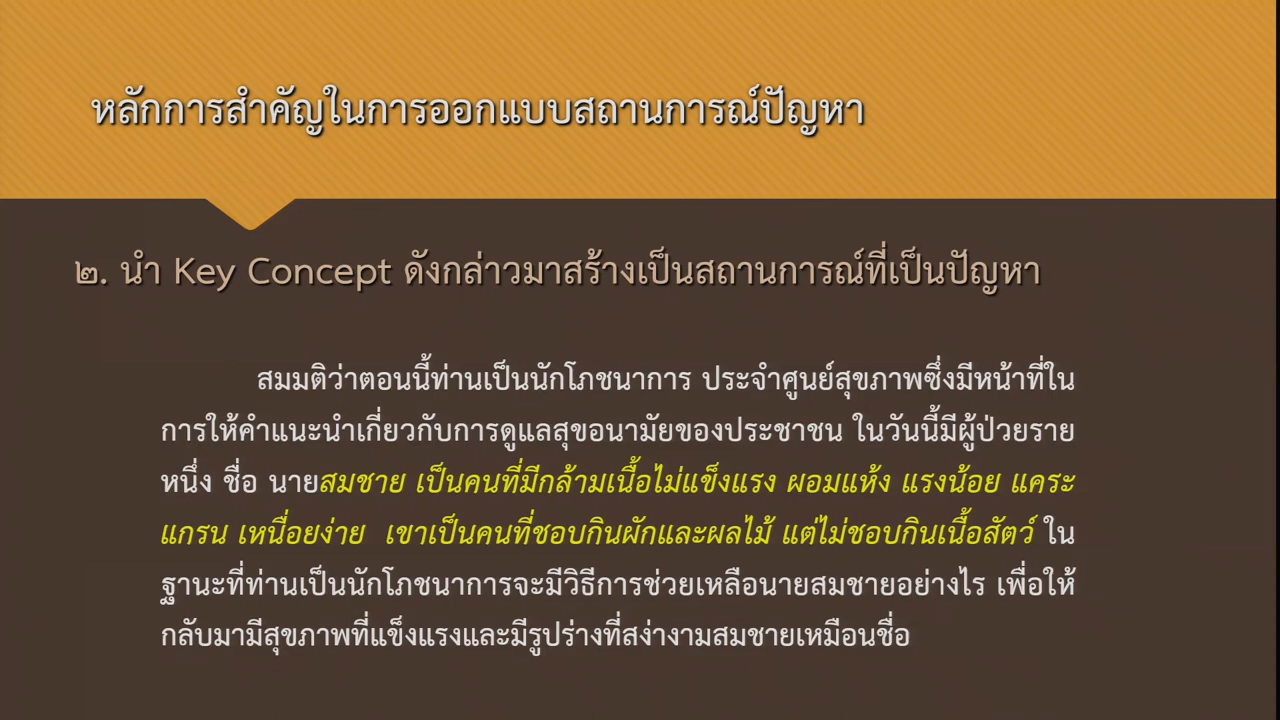 หลักการสำคัญในการออกแบบสถานการณ์ปัญหา
๒. นำ Key Concept ดังกล่าวมาสร้างเป็นสถานการณ์ที่เป็นปัญหา
สมมติว่าตอนนี้ท่านเป็นนักโภชนาการ ประจำศูนย์สุขภาพซึ่งมีหน้าที่ใน
การให้คำแนะนำเกี่ยวกับการดูแลสุขอนามัยของประชาชน ในวันนี้มีผู้ป่วยราย
หนึ่ง ชื่อ นายสมชาย เป็นคนที่มีกล้ามเนื้อไม่แข็งแรง ผอมแห้ง แรงน้อย แคระ
แกรน เหนื่อยง่าย เขาเป็นคนที่ชอบกินผักและผลไม้ แต่ไม่ชอบกินเนื้อสัตว์ ใน
ฐานะที่ท่านเป็นนักโภชนาการจะมีวิธีการช่วยเหลือนายสมชายอย่างไร เพื่อให้
กลับมามีสุขภาพที่แข็งแรงและมีรูปร่างที่สง่างามสมชายเหมือนชื่อ